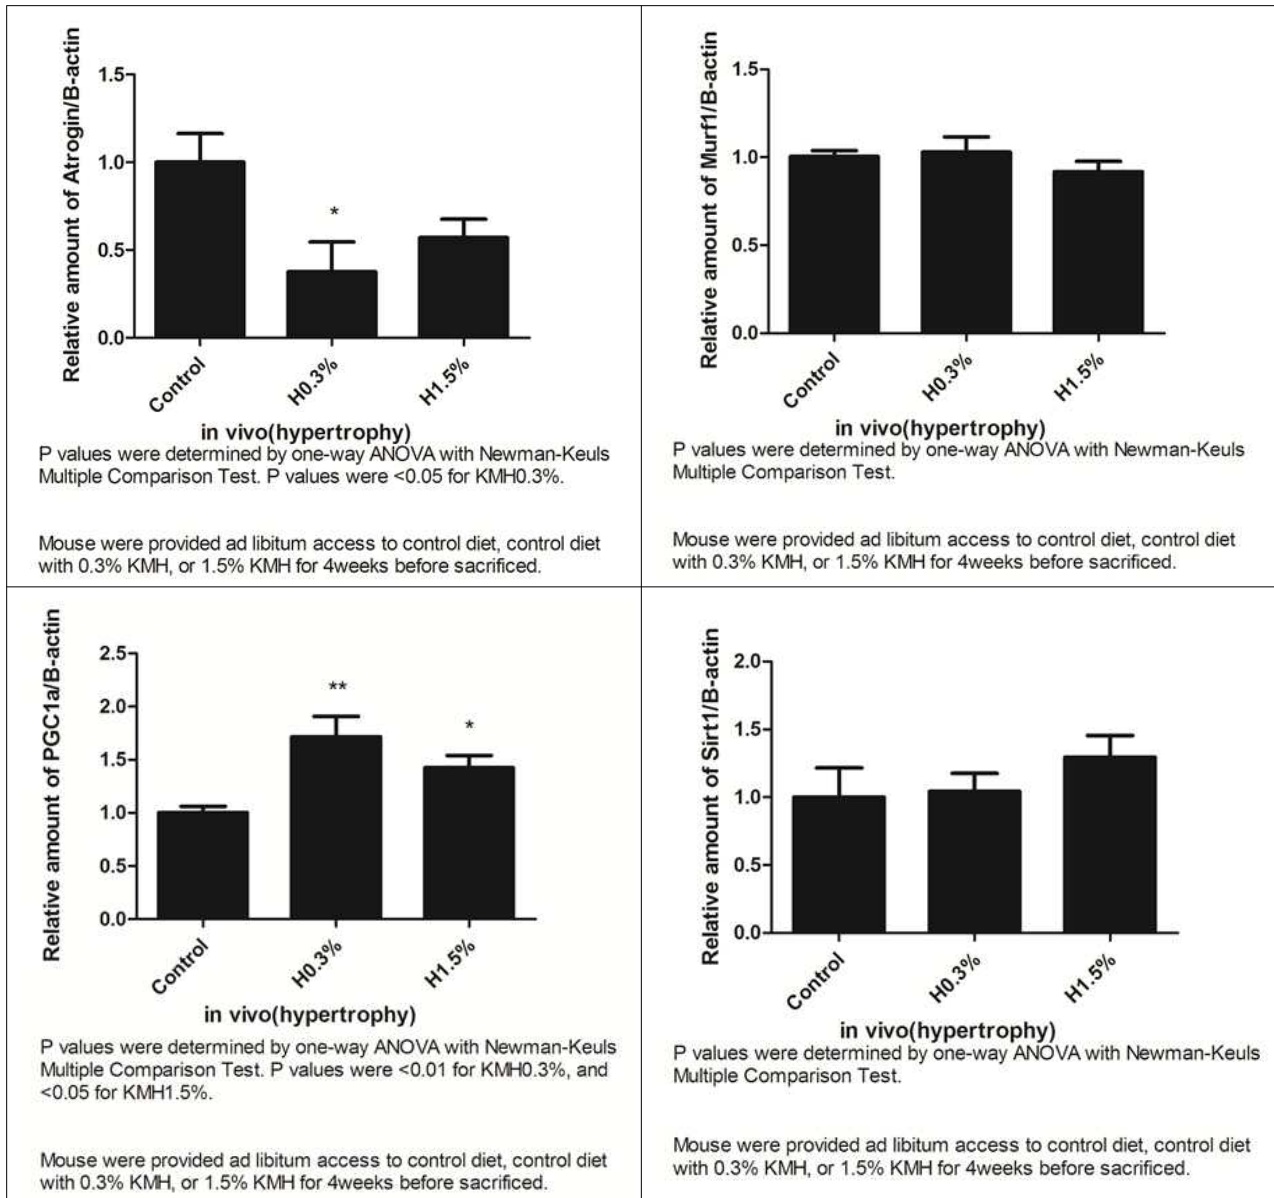 Relative amount of Atrogin/B-actin
1.5
1.0
0.5
0.0
*
Control
H0.3%
H1.5%
in vivo(hypertrophy)
P values were determined by one-way ANOVA with Newman-Keuls
Multiple Comparison Test. P values were <0.05 for KMH0.3%.
Mouse were provided ad libitum access to control diet, control diet
with 0.3% KMH, or 1.5% KMH for 4weeks before sacrificed.
Relative amount of Murf1/B-actin
1.5
1.0
0.5
0.0
Control
H0.3%
H1.5%
in vivo(hypertrophy)
P values were determined by one-way ANOVA with Newman-Keuls
Multiple Comparison Test.
Mouse were provided ad libitum access to control diet, control diet
with 0.3% KMH, or 1.5% KMH for 4weeks before sacrificed.
Relative amount of PGC1a/B-actin
2.5
2.0
1.5
1.0
0.5
0.0
**
*
Control
H0.3%
H1.5%
in vivo(hypertrophy)
P values were determined by one-way ANOVA with Newman-Keuls
Multiple Comparison Test. P values were <0.01 for KMH0.3%, and
<0.05 for KMH1.5%.
Mouse were provided ad libitum access to control diet, control diet
with 0.3% KMH, or 1.5% KMH for 4weeks before sacrificed.
Relative amount of Sirt1/B-actin
2.0
1.5
1.0
0.5
0.0
Control
H0.3%
H1.5%
in vivo(hypertrophy)
P values were determined by one-way ANOVA with Newman-Keuls
Multiple Comparison Test.
Mouse were provided ad libitum access to control diet, control diet
with 0.3% KMH, or 1.5% KMH for 4weeks before sacrificed.